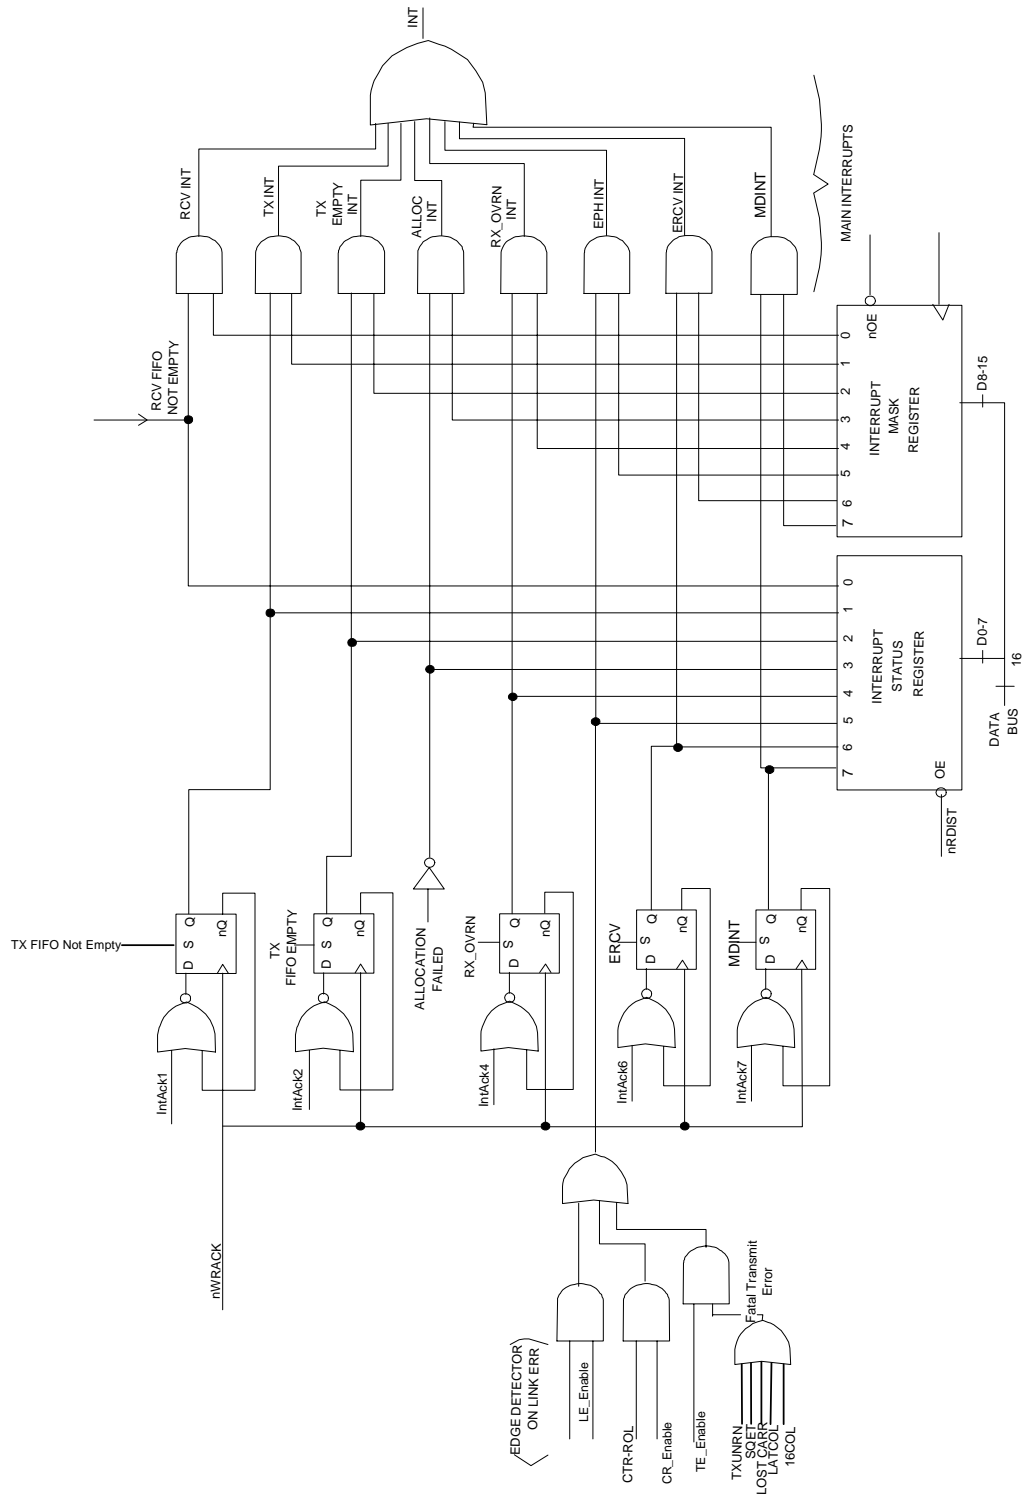 INT
RCV INT
TX INT
TX
EMPTY
INT
ALLOC
INT
RX_OVRN
INT
EPH INT
ERCV INT
MDINT
MAIN INTERRUPTS
RCV FIFO
NOT EMPTY
nOE
0
1
2
3
4
5
6
7
INTERRUPT
MASK
REGISTER
D8-15
0
1
2
3
4
5
6
7
INTERRUPT
STATUS
REGISTER
D0-7
16
DATA
BUS
OE
nRDIST
TX FIFO Not Empty
D
S
Q
nQ
IntAck1
TX
FIFO EMPTY
D
S
Q
nQ
IntAck2
ALLOCATION
FAILED
RX_OVRN
D
S
Q
nQ
IntAck4
ERCV
D
S
Q
nQ
IntAck6
MDINT
D
S
Q
nQ
IntAck7
nWRACK
EDGE DETECTOR
ON LINK ERR
LE_Enable
CTR-ROL
CR_Enable
TE_Enable
Fatal Transmit
Error
TXUNRN
SQET
LOST CARR
LATCOL
16COL